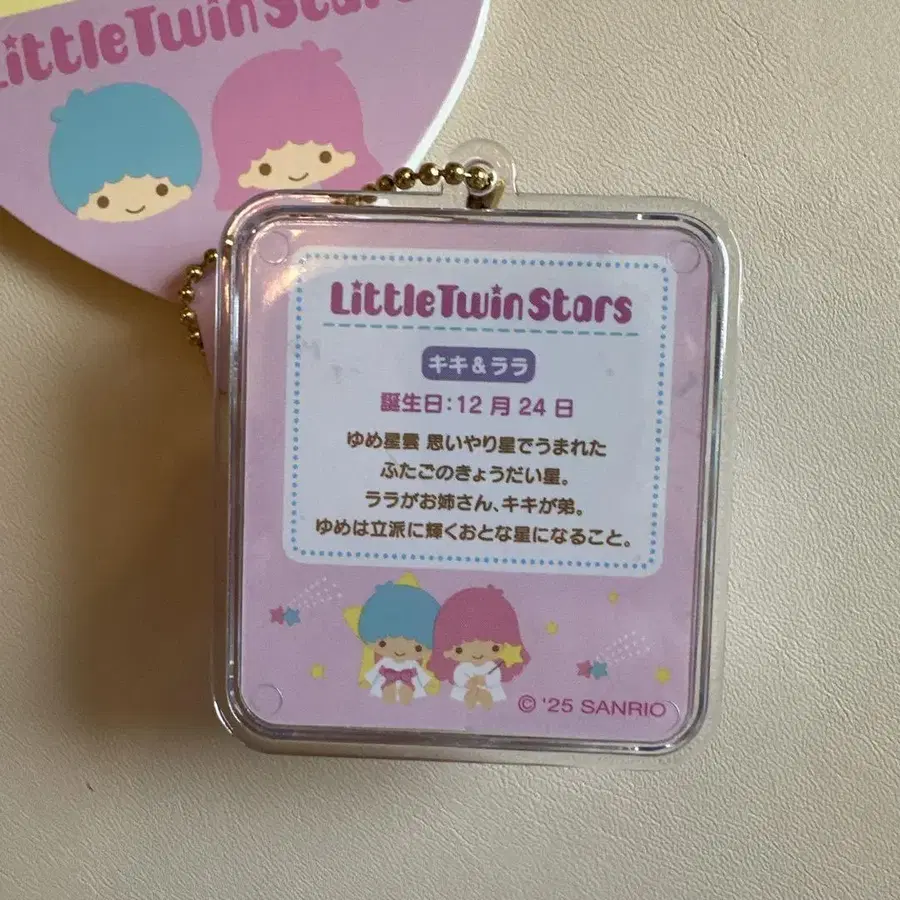 LittleTwinStars
LittleTwinStars
キキ&ララ
誕生日:12月24日
ゆめ星雲 思いやり星でうまれた
ふたごのきょうだい星。
ララがお姉さん、キキが弟。
ゆめは立派に輝くおとな星になること。
© '25 SANRIO